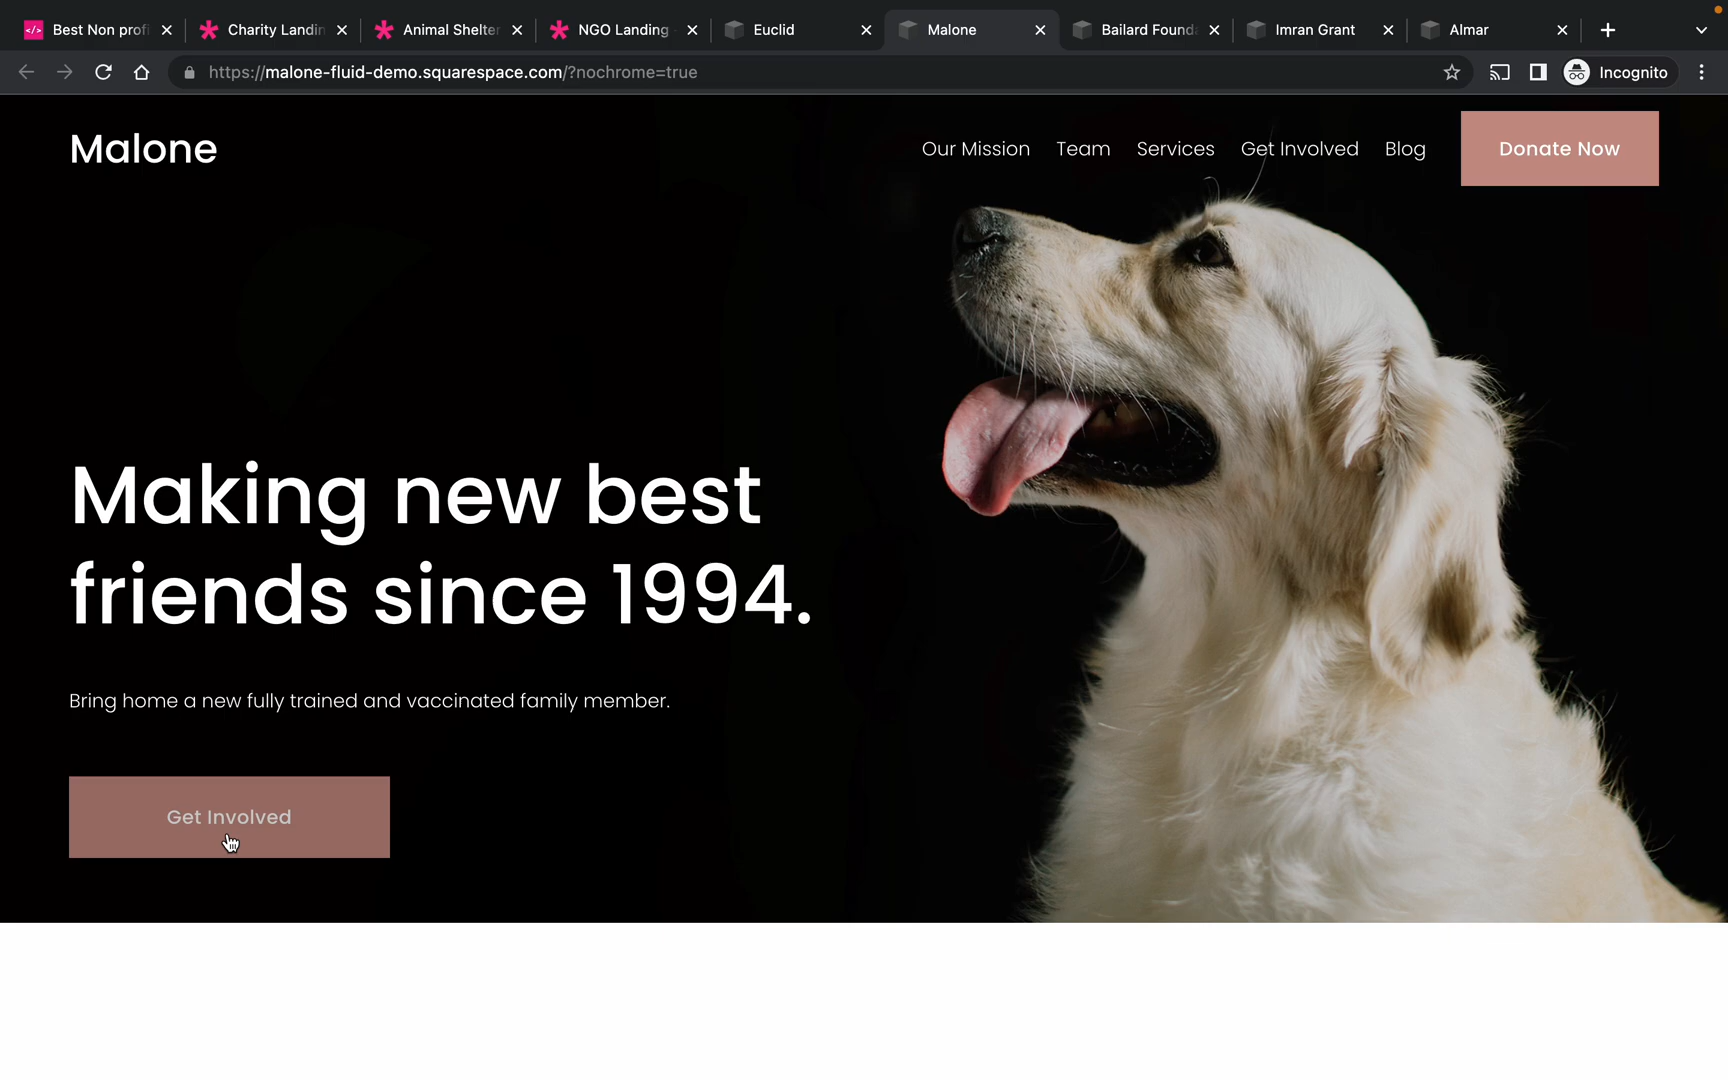 Best Non profi
Charity Landin
Animal Shelter
NGO Landing
Euclid
Malone
Bailard Founda
Imran Grant
Almar
https://malone-fluid-demo.squarespace.com/?nochrome=true
Incognito
Malone
Our Mission
Team
Services
Get Involved
Blog
Donate Now
Making new best
friends since 1994.
Bring home a new fully trained and vaccinated family member.
Get Involved